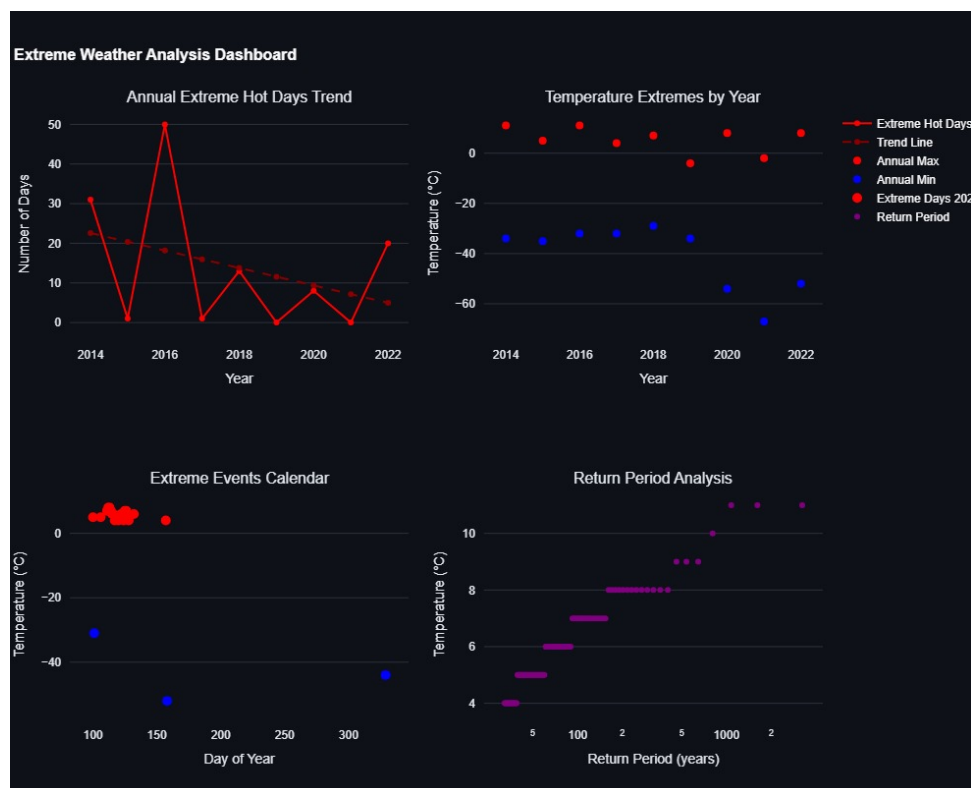 Extreme Weather Analysis Dashboard
Annual Extreme Hot Days Trend
50
40
30
20
10
0
Number of Days
2014 2016 2018 2020 2022
Year
Temperature Extremes by Year
0
−20
−40
−60
Temperature (°C)
2014 2016 2018 2020 2022
Year
Extreme Hot Days
Trend Line
Annual Max
Annual Min
Extreme Days 202
Return Period
Extreme Events Calendar
0
−20
−40
Temperature (°C)
100 150 200 250 300
Day of Year
Return Period Analysis
10
8
6
4
Temperature (°C)
5 100 2 5 1000 2
Return Period (years)